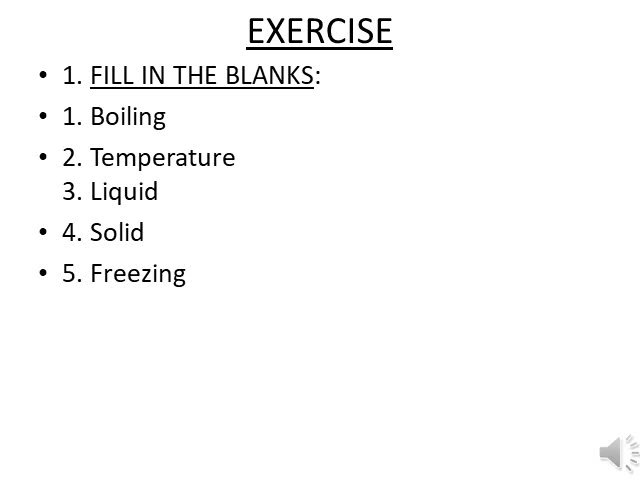 EXERCISE
• 1. FILL IN THE BLANKS:
• 1. Boiling
• 2. Temperature
3. Liquid
• 4. Solid
• 5. Freezing